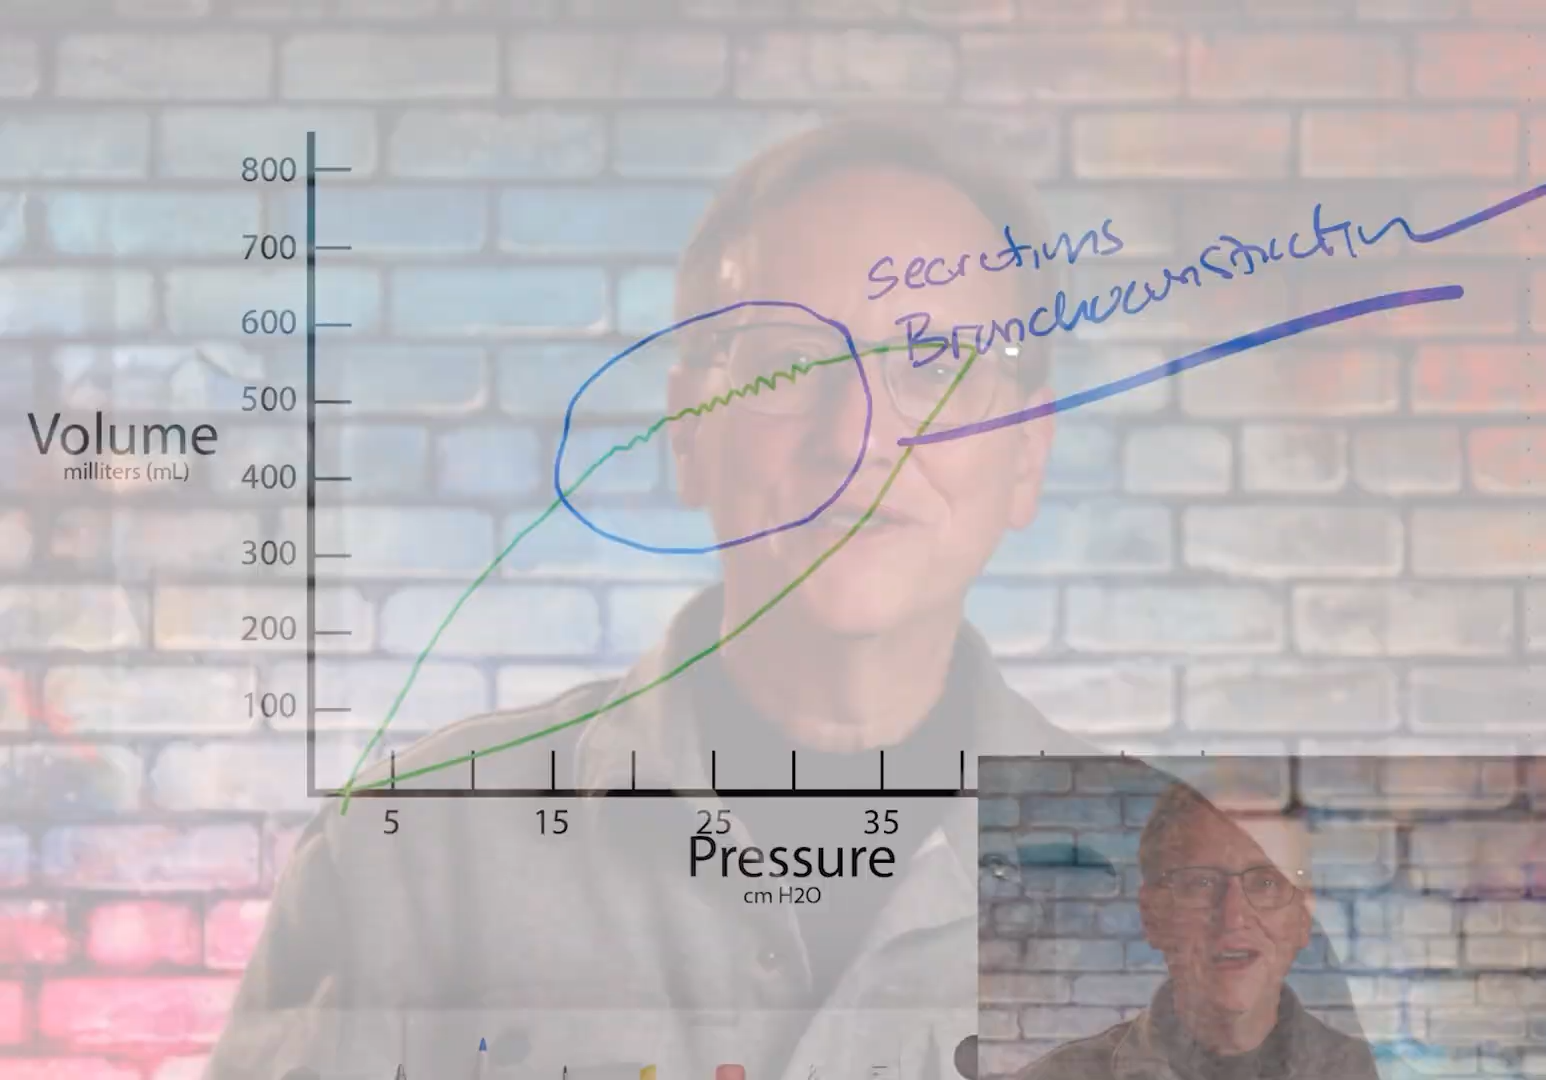 800
700
600
500
400
300
200
100
Volume
milliters (mL)
secretions
Bronchoconstriction
5 15 25 35
Pressure
cm H2O